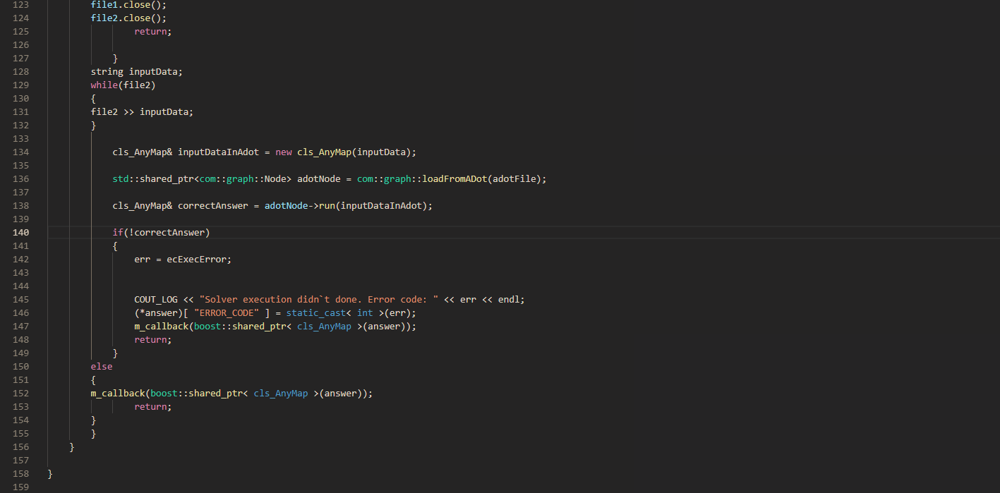 123 file1.close();
124 file2.close();
125 return;
126
127 }
128 string inputData;
129 while(file2)
130 {
131 file2 >> inputData;
132 }
133
134 cls_AnyMap& inputDataInAdot = new cls_AnyMap(inputData);
135
136 std::shared_ptr<com::graph::Node> adotNode = com::graph::loadFromADot(adotFile);
137
138 cls_AnyMap& correctAnswer = adotNode->run(inputDataInAdot);
139
140 if(!correctAnswer)
141 {
142 err = ecExecError;
143
144
145 COUT_LOG << "Solver execution didn`t done. Error code: " << err << endl;
146 (*answer)[ "ERROR_CODE" ] = static_cast< int >(err);
147 m_callback(boost::shared_ptr< cls_AnyMap >(answer));
148 return;
149 }
150 else
151 {
152 m_callback(boost::shared_ptr< cls_AnyMap >(answer));
153 return;
154 }
155 }
156 }
157
158 }
159